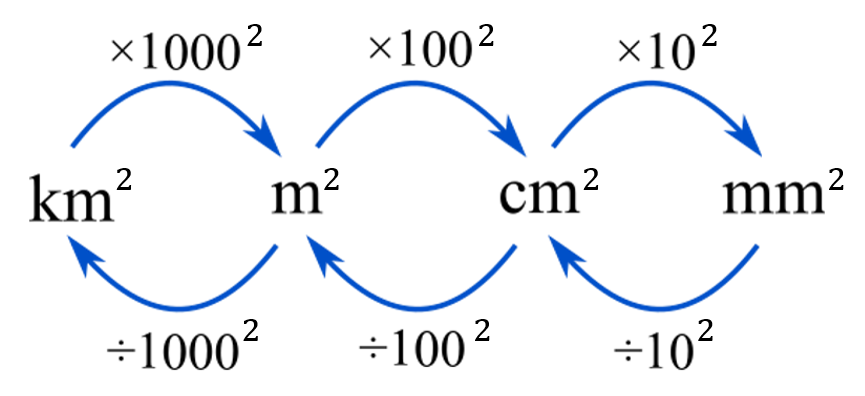 ×1000² ×100² ×10²
km² m² cm² mm²
÷1000² ÷100² ÷10²